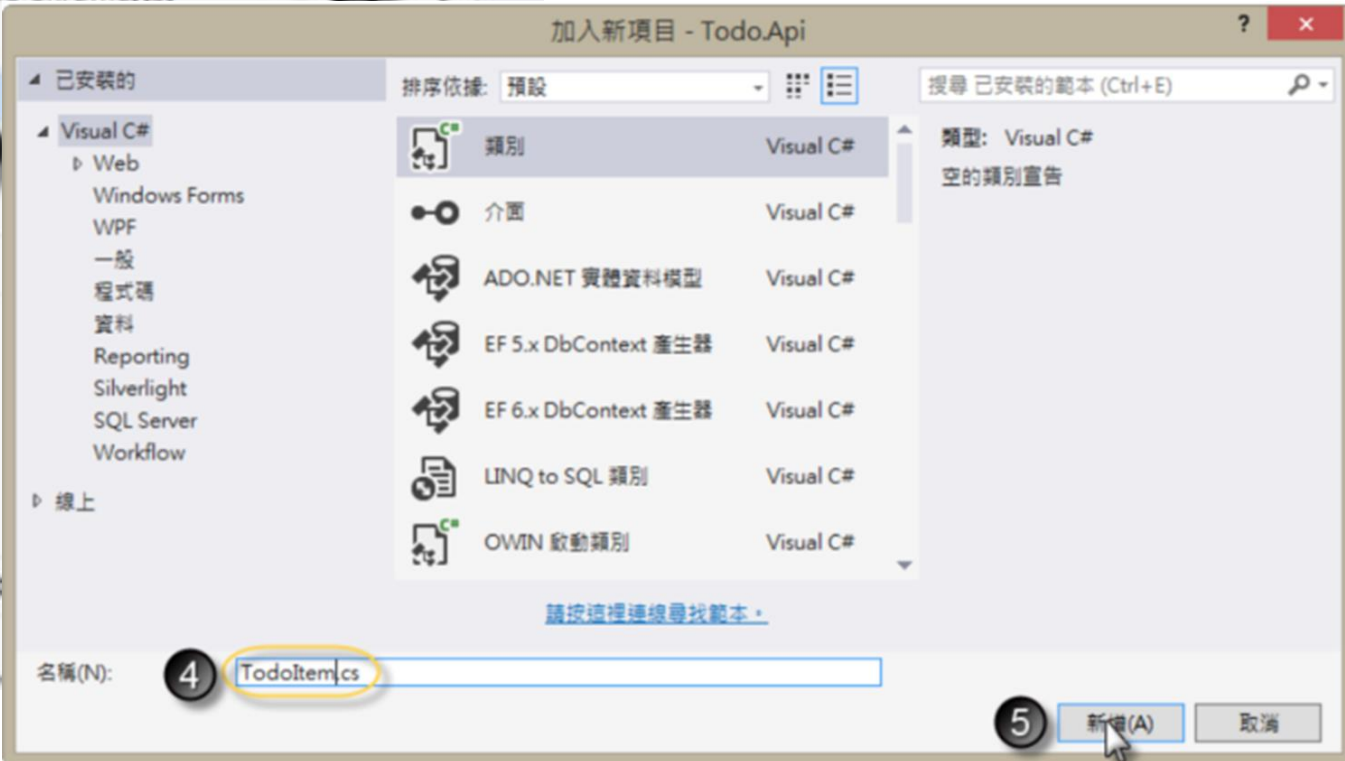 加入新項目 - Todo.Api
?
已安裝的
Visual C#
Web
Windows Forms
WPF
一般
程式碼
資料
Reporting
Silverlight
SQL Server
Workflow
線上
排序依據: 預設
類別 Visual C#
介面 Visual C#
ADO.NET 實體資料模型 Visual C#
EF 5.x DbContext 產生器 Visual C#
EF 6.x DbContext 產生器 Visual C#
LINQ to SQL 類別 Visual C#
OWIN 啟動類別 Visual C#
請按這裡連線尋找範本。
搜尋 已安裝的範本 (Ctrl+E)
類型: Visual C#
空的類別宣告
名稱(N): 4 TodoItem.cs
5 新增(A) 取消